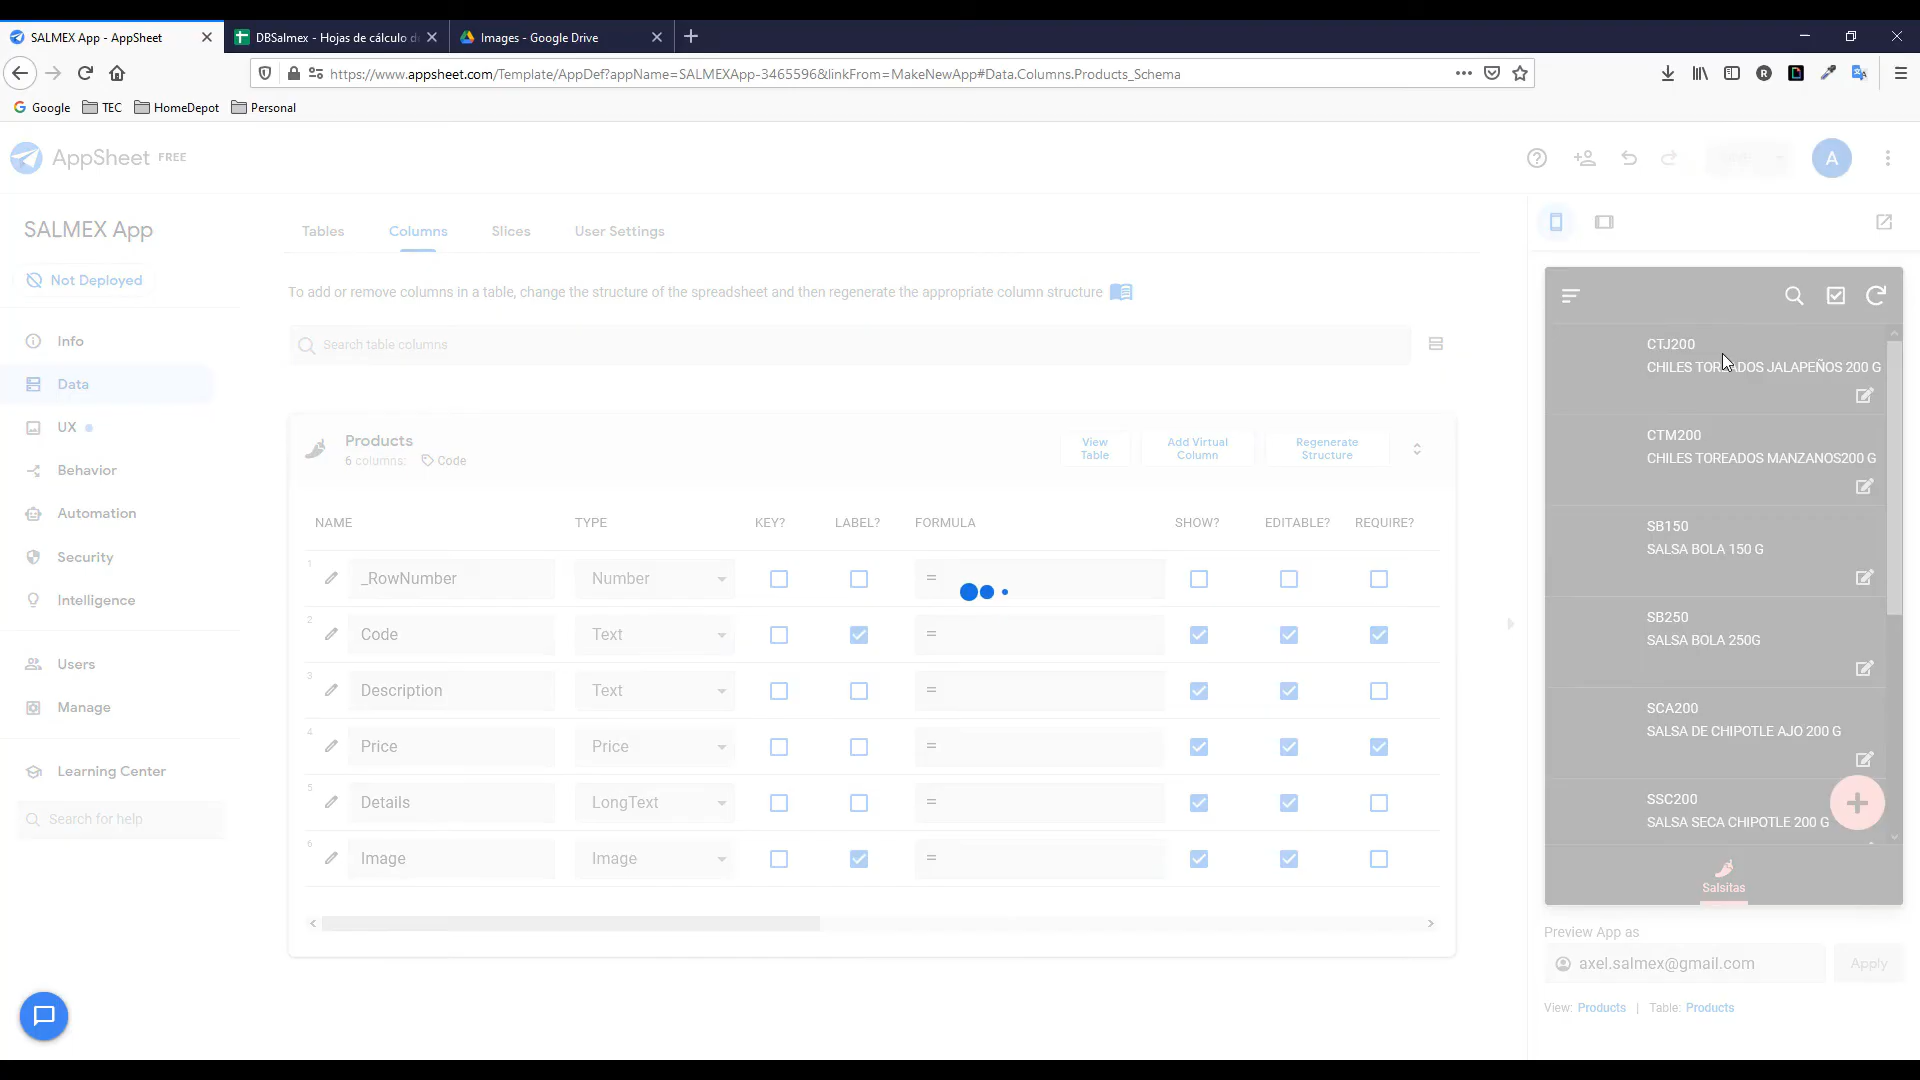 SALMEX App - AppSheet
DBSalmex - Hojas de cálculo d
Images - Google Drive
https://www.appsheet.com/Template/AppDef?appName=SALMEXApp-3465596&linkFrom=MakeNewApp#Data.Columns.Products_Schema
Google
TEC
HomeDepot
Personal
AppSheet FREE
A
SALMEX App
Not Deployed
Info
Data
UX
Behavior
Automation
Security
Intelligence
Users
Manage
Learning Center
Search for help
Tables
Columns
Slices
User Settings
To add or remove columns in a table, change the structure of the spreadsheet and then regenerate the appropriate column structure
Search table columns
Products
6 columns:
Code
View
Table
Add Virtual
Column
Regenerate
Structure
NAME TYPE KEY? LABEL? FORMULA SHOW? EDITABLE? REQUIRE?
1 _RowNumber Number =
2 Code Text =
3 Description Text =
4 Price Price =
5 Details LongText =
6 Image Image =
CTJ200
CHILES TOREADOS JALAPEÑOS 200 G
CTM200
CHILES TOREADOS MANZANOS200 G
SB150
SALSA BOLA 150 G
SB250
SALSA BOLA 250G
SCA200
SALSA DE CHIPOTLE AJO 200 G
SSC200
SALSA SECA CHIPOTLE 200 G
Salsitas
Preview App as
axel.salmex@gmail.com
Apply
View: Products | Table: Products